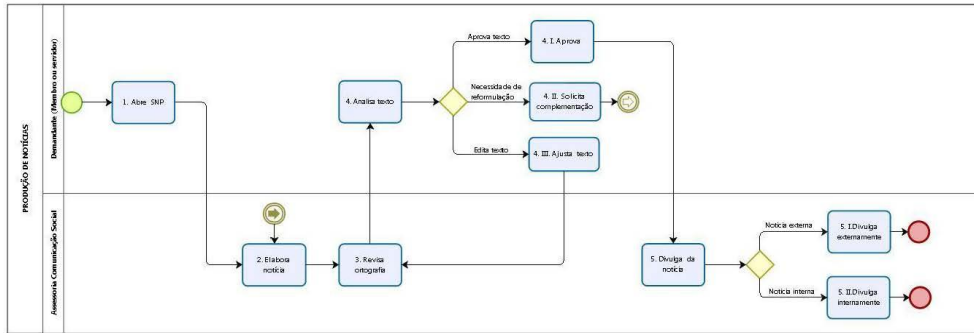 PRODUÇÃO DE NOTÍCIAS
Demandante (Membro ou servidor)
1. Abre SNP
4. Analisa texto
Aprova texto
4. I. Aprova
Necessidade de
reformulação
4. II. Solicita
complementação
Edita texto
4. III. Ajusta texto
Assessoria Comunicação Social
2. Elabora
notícia
3. Revisa
ortografia
5. Divulga da
notícia
Notícia externa
5. I.Divulga
externamente
Notícia interna
5. II.Divulga
internamente